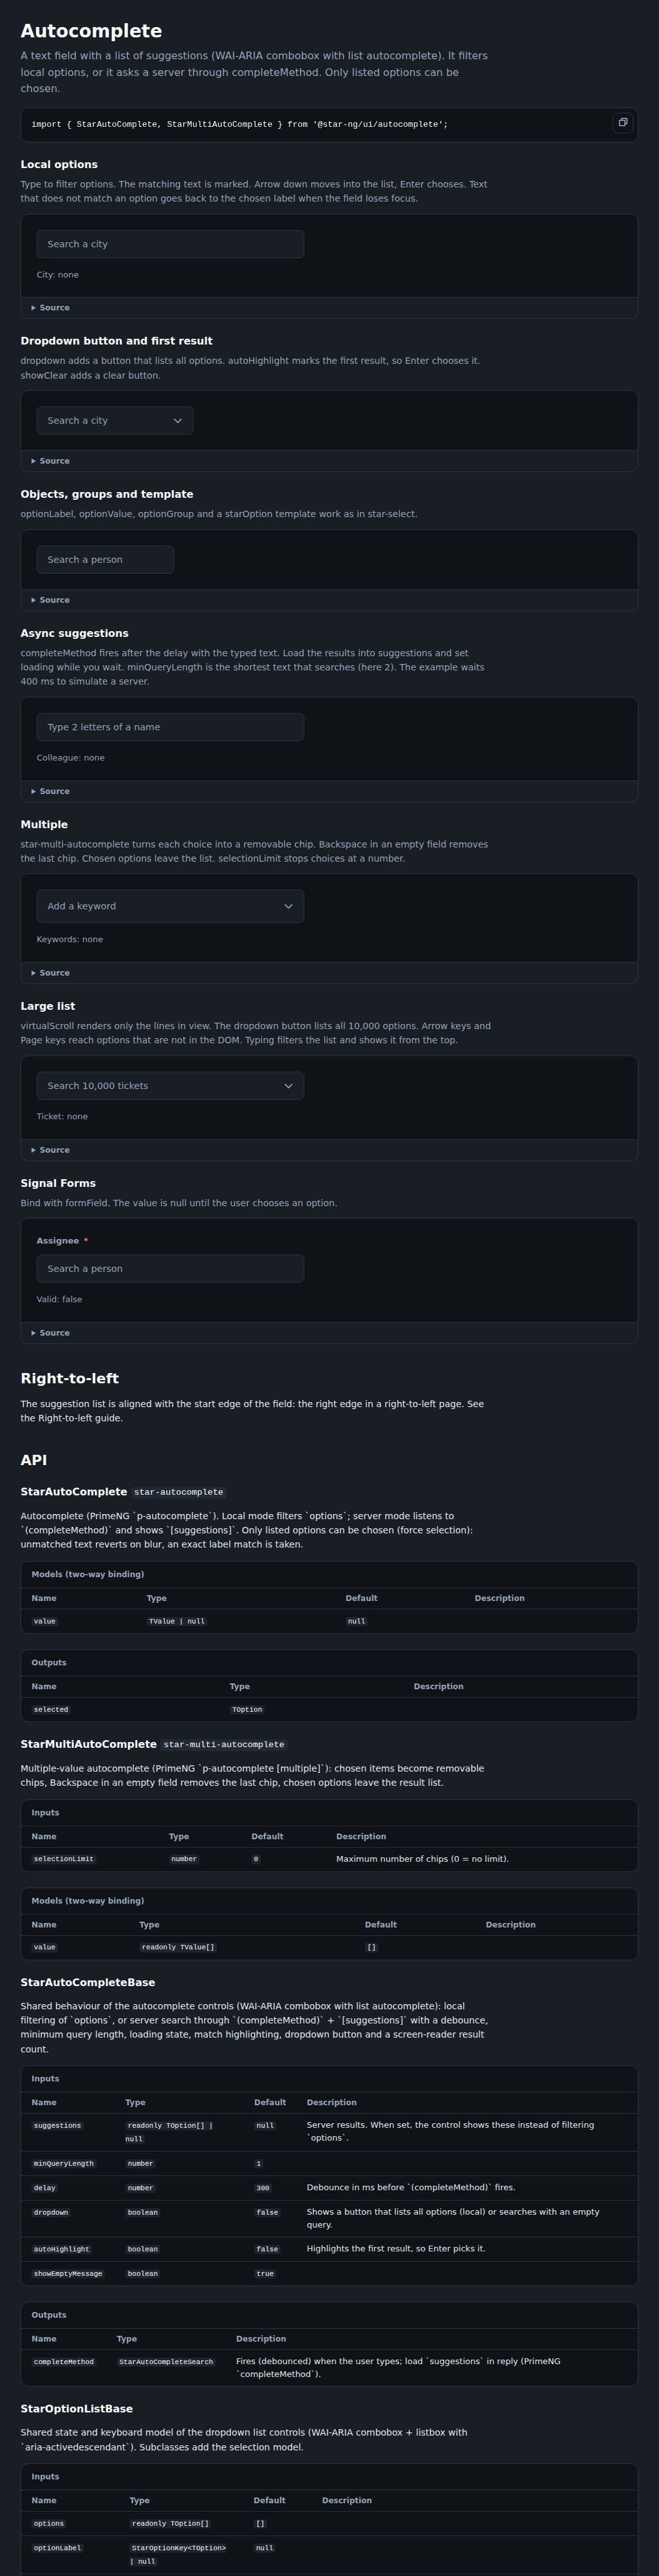 Autocomplete
A text field with a list of suggestions (WAI-ARIA combobox with list autocomplete). It filters
local options, or it asks a server through completeMethod. Only listed options can be
chosen.
import { StarAutoComplete, StarMultiAutoComplete } from '@star-ng/ui/autocomplete';
Local options
Type to filter options. The matching text is marked. Arrow down moves into the list, Enter chooses. Text
that does not match an option goes back to the chosen label when the field loses focus.
Search a city
City: none
Source
Dropdown button and first result
dropdown adds a button that lists all options. autoHighlight marks the first result, so Enter chooses it.
showClear adds a clear button.
Search a city
Source
Objects, groups and template
optionLabel, optionValue, optionGroup and a starOption template work as in star-select.
Search a person
Source
Async suggestions
completeMethod fires after the delay with the typed text. Load the results into suggestions and set
loading while you wait. minQueryLength is the shortest text that searches (here 2). The example waits
400 ms to simulate a server.
Type 2 letters of a name
Colleague: none
Source
Multiple
star-multi-autocomplete turns each choice into a removable chip. Backspace in an empty field removes
the last chip. Chosen options leave the list. selectionLimit stops choices at a number.
Add a keyword
Keywords: none
Source
Large list
virtualScroll renders only the lines in view. The dropdown button lists all 10,000 options. Arrow keys and
Page keys reach options that are not in the DOM. Typing filters the list and shows it from the top.
Search 10,000 tickets
Ticket: none
Source
Signal Forms
Bind with formField. The value is null until the user chooses an option.
Assignee *
Search a person
Valid: false
Source
Right-to-left
The suggestion list is aligned with the start edge of the field: the right edge in a right-to-left page. See
the Right-to-left guide.
API
StarAutoComplete star-autocomplete
Autocomplete (PrimeNG `p-autocomplete`). Local mode filters `options`; server mode listens to
`(completeMethod)` and shows `[suggestions]`. Only listed options can be chosen (force selection):
unmatched text reverts on blur, an exact label match is taken.
Models (two-way binding)
Name Type Default Description
value TValue | null null
Outputs
Name Type Description
selected TOption
StarMultiAutoComplete star-multi-autocomplete
Multiple-value autocomplete (PrimeNG `p-autocomplete [multiple]`): chosen items become removable
chips, Backspace in an empty field removes the last chip, chosen options leave the result list.
Inputs
Name Type Default Description
selectionLimit number 0 Maximum number of chips (0 = no limit).
Models (two-way binding)
Name Type Default Description
value readonly TValue[] []
StarAutoCompleteBase
Shared behaviour of the autocomplete controls (WAI-ARIA combobox with list autocomplete): local
filtering of `options`, or server search through `(completeMethod)` + `[suggestions]` with a debounce,
minimum query length, loading state, match highlighting, dropdown button and a screen-reader result
count.
Inputs
Name Type Default Description
suggestions readonly TOption[] | null Server results. When set, the control shows these instead of filtering
null `options`.
minQueryLength number 1
delay number 300 Debounce in ms before `(completeMethod)` fires.
dropdown boolean false Shows a button that lists all options (local) or searches with an empty
query.
autoHighlight boolean false Highlights the first result, so Enter picks it.
showEmptyMessage boolean true
Outputs
Name Type Description
completeMethod StarAutoCompleteSearch Fires (debounced) when the user types; load `suggestions` in reply (PrimeNG
`completeMethod`).
StarOptionListBase
Shared state and keyboard model of the dropdown list controls (WAI-ARIA combobox + listbox with
`aria-activedescendant`). Subclasses add the selection model.
Inputs
Name Type Default Description
options readonly TOption[] []
optionLabel StarOptionKey<TOption> null
| null